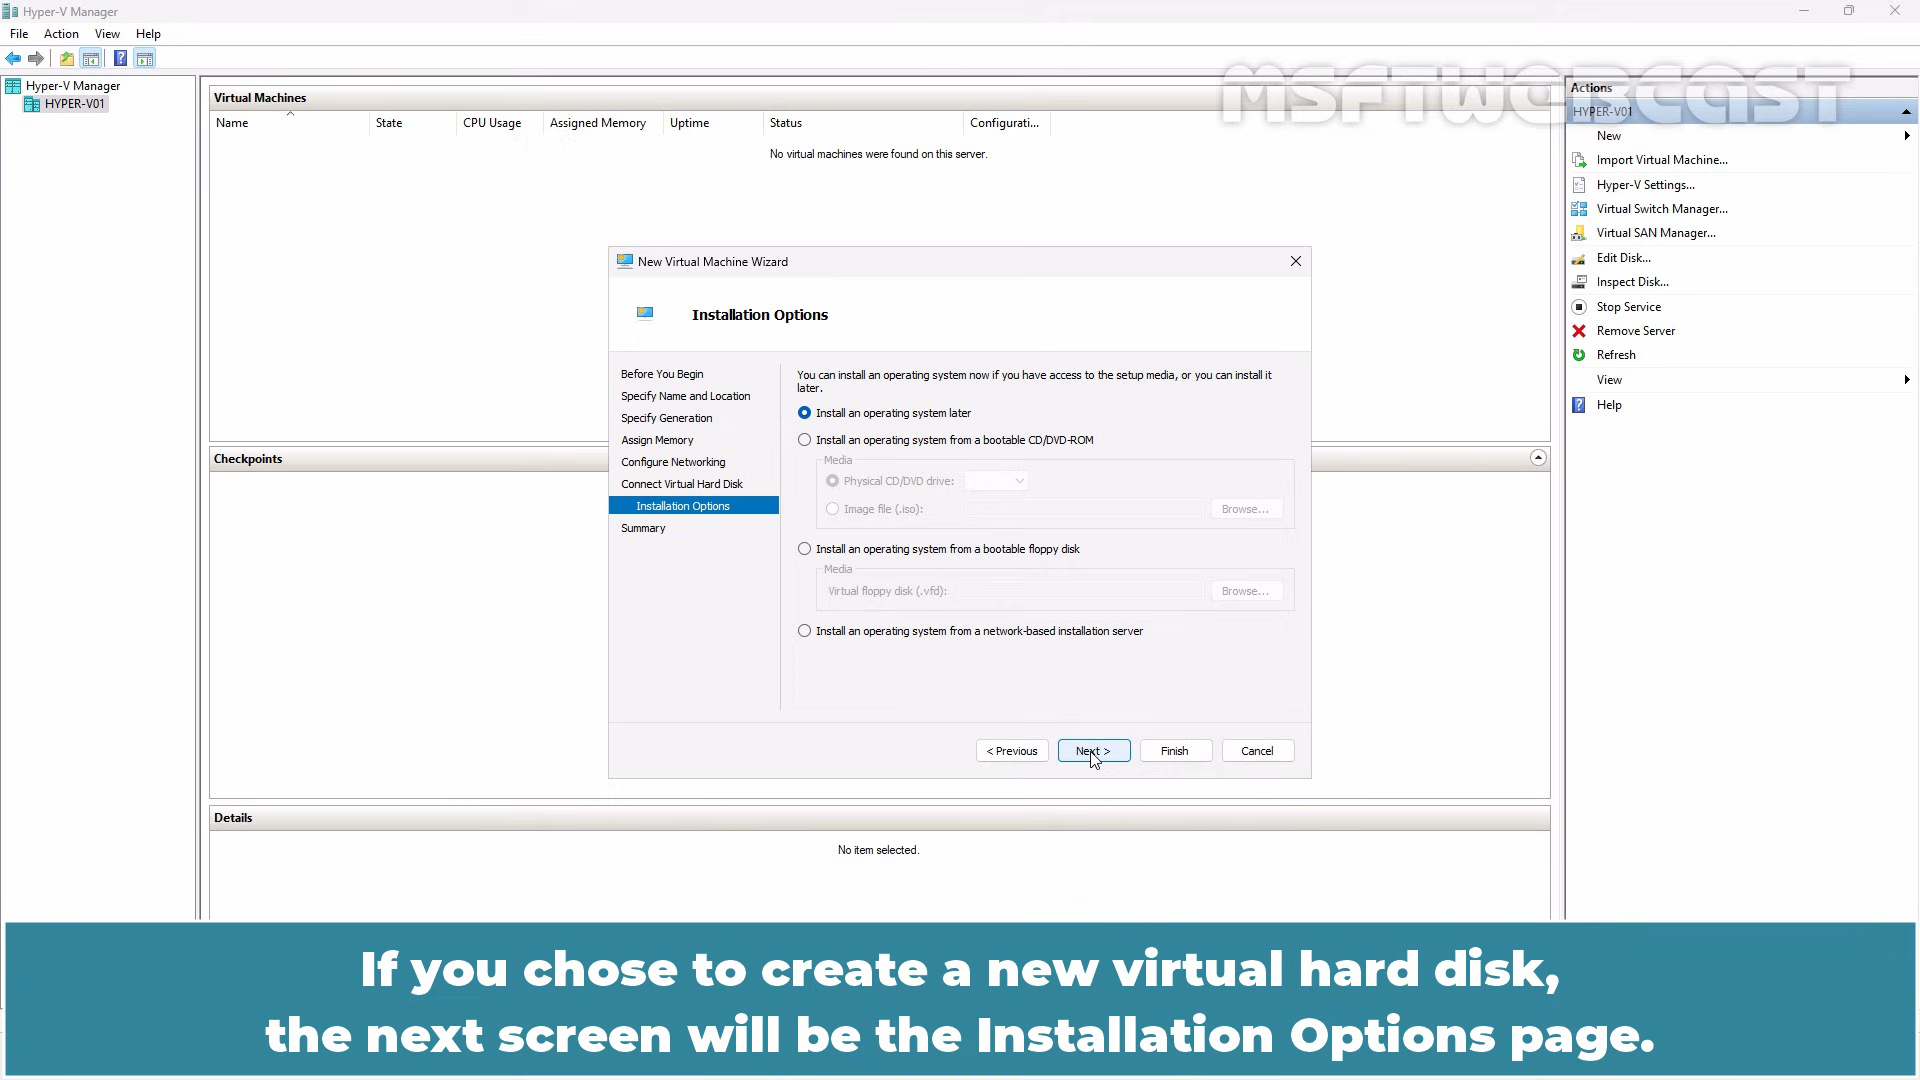 Hyper-V Manager
File Action View Help
Hyper-V Manager
HYPER-V01
Virtual Machines
Name State CPU Usage Assigned Memory Uptime Status Configurati...
No virtual machines were found on this server.
MSFTWEBCAST
Actions
HYPER-V01
New
Import Virtual Machine...
Hyper-V Settings...
Virtual Switch Manager...
Virtual SAN Manager...
Edit Disk...
Inspect Disk...
Stop Service
Remove Server
Refresh
View
Help
New Virtual Machine Wizard
Installation Options
Before You Begin
Specify Name and Location
Specify Generation
Assign Memory
Configure Networking
Connect Virtual Hard Disk
Installation Options
Summary
You can install an operating system now if you have access to the setup media, or you can install it
later.
Install an operating system later
Install an operating system from a bootable CD/DVD-ROM
Media
Physical CD/DVD drive:
Image file (.iso): Browse...
Install an operating system from a bootable floppy disk
Media
Virtual floppy disk (.vfd): Browse...
Install an operating system from a network-based installation server
< Previous Next > Finish Cancel
Checkpoints
Details
No item selected.
If you chose to create a new virtual hard disk,
the next screen will be the Installation Options page.